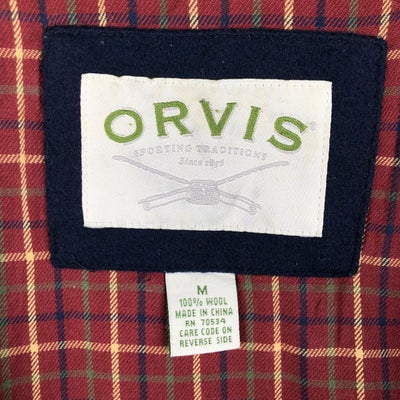 ORVIS
SPORTING TRADITIONS
Since 1856
M
100% WOOL
MADE IN CHINA
RN 70534
CARE CODE ON
REVERSE SIDE